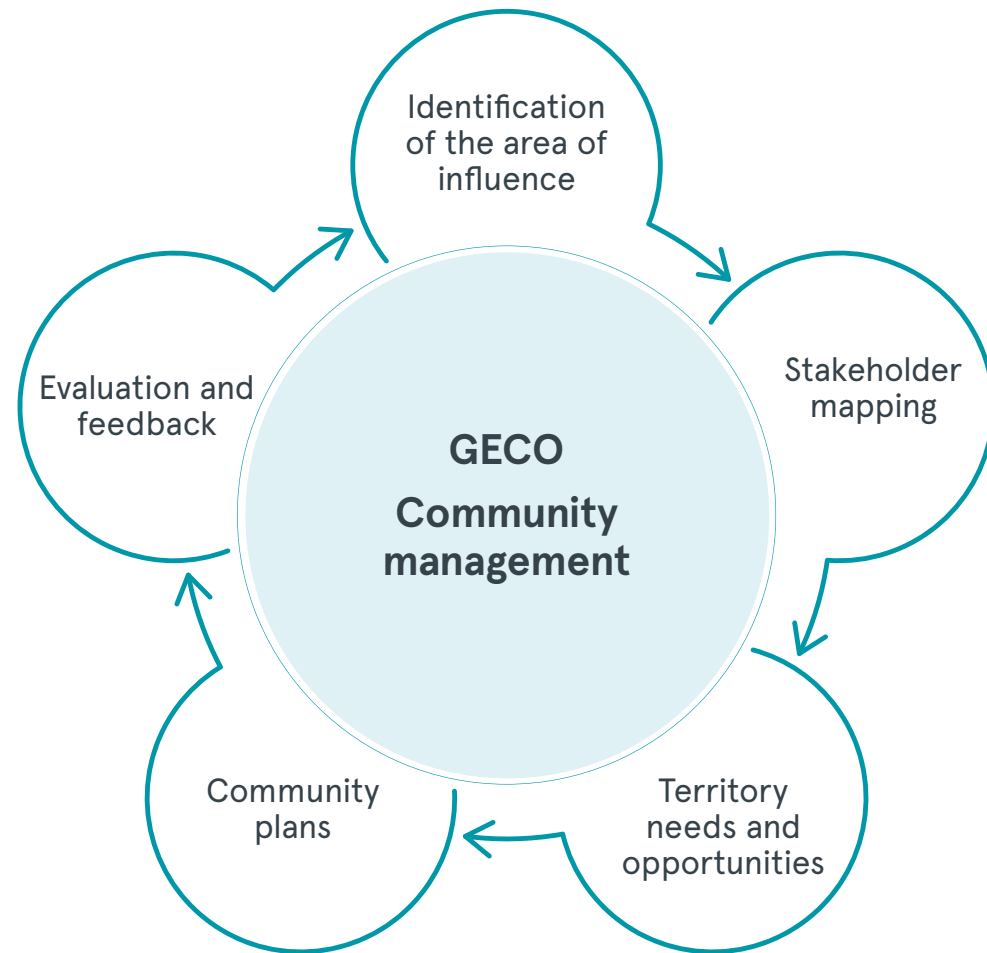 Identification
of the area of
influence
Stakeholder
mapping
Territory
needs and
opportunities
Community
plans
Evaluation and
feedback
GECO
Community
management